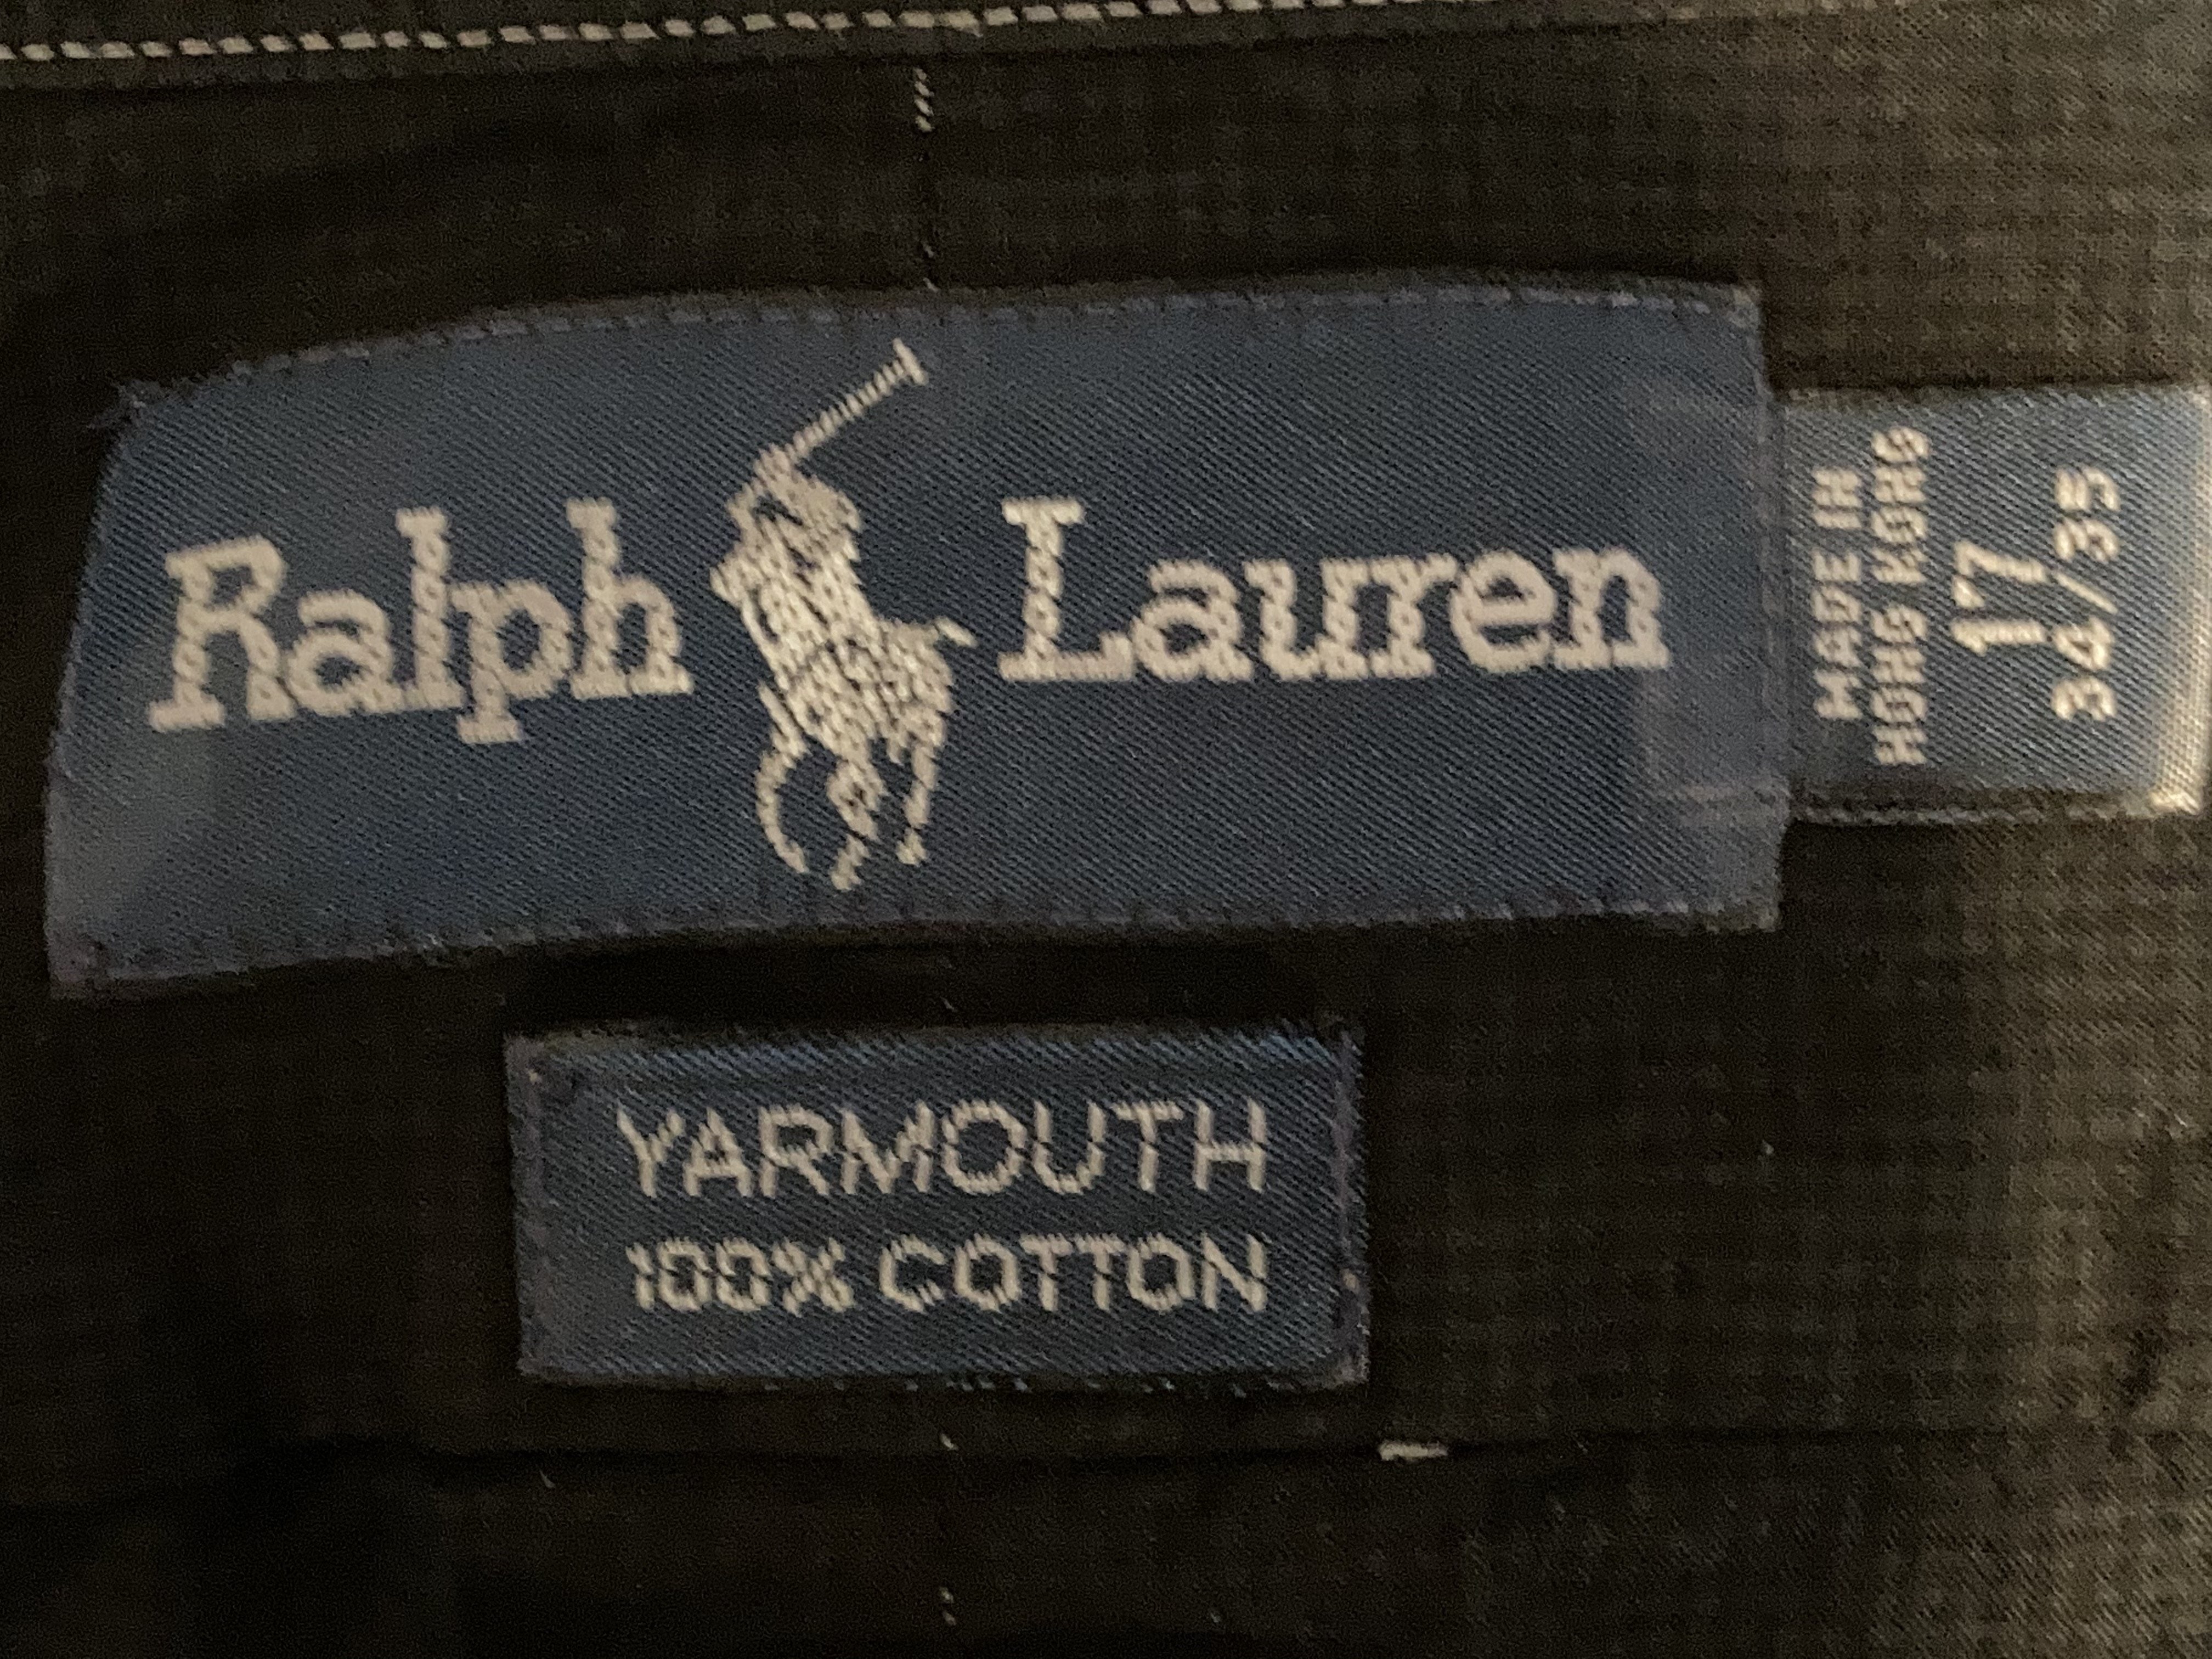 Ralph Lauren
MADE IN
HONG KONG
17
34/35
YARMOUTH
100% COTTON